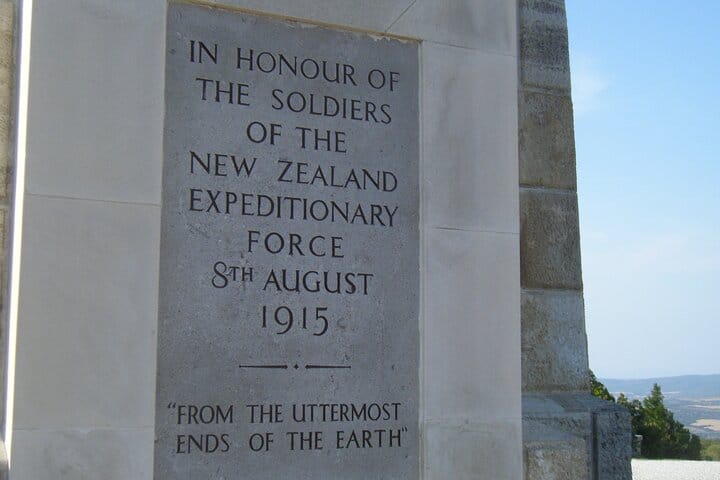 IN HONOUR OF
THE SOLDIERS
OF THE
NEW ZEALAND
EXPEDITIONARY
FORCE
8TH AUGUST
1915
"FROM THE UTTERMOST
ENDS OF THE EARTH"